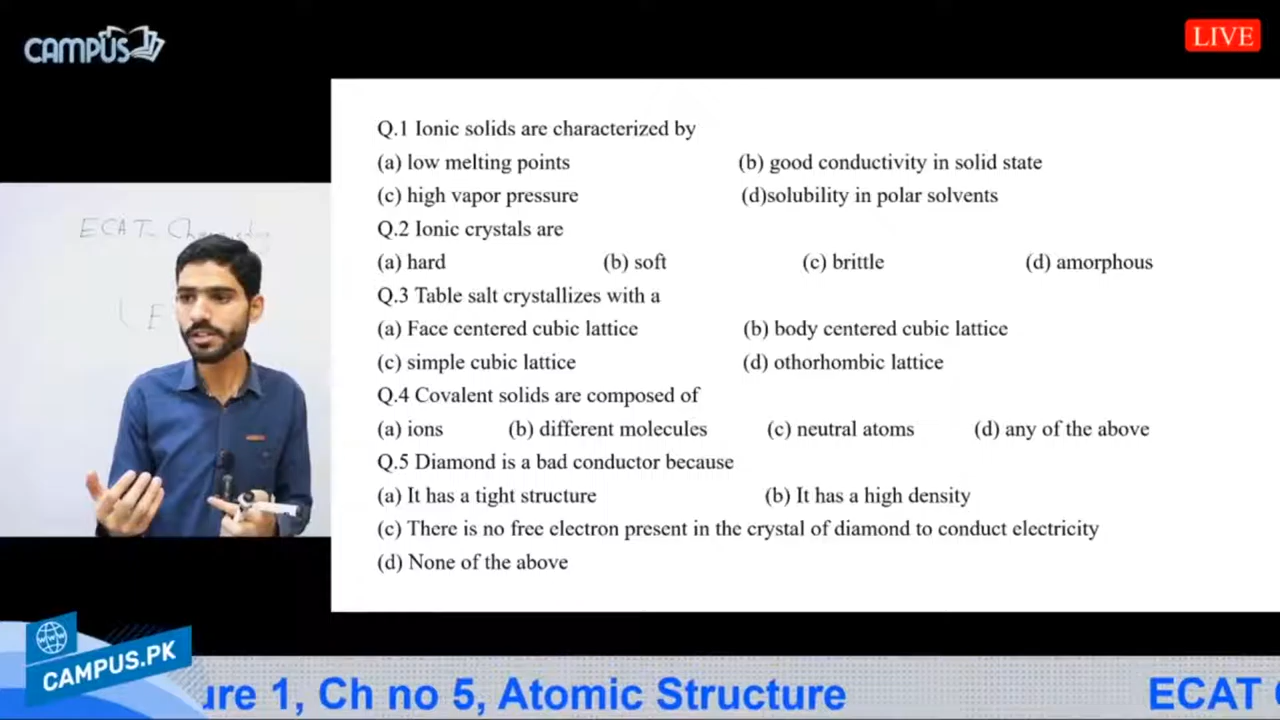 CAMPUS
LIVE
Q.1 Ionic solids are characterized by
(a) low melting points (b) good conductivity in solid state
(c) high vapor pressure (d)solubility in polar solvents
Q.2 Ionic crystals are
(a) hard (b) soft (c) brittle (d) amorphous
Q.3 Table salt crystallizes with a
(a) Face centered cubic lattice (b) body centered cubic lattice
(c) simple cubic lattice (d) othorhombic lattice
Q.4 Covalent solids are composed of
(a) ions (b) different molecules (c) neutral atoms (d) any of the above
Q.5 Diamond is a bad conductor because
(a) It has a tight structure (b) It has a high density
(c) There is no free electron present in the crystal of diamond to conduct electricity
(d) None of the above
ECAT
WWW
CAMPUS.PK
ure 1, Ch no 5, Atomic Structure ECAT